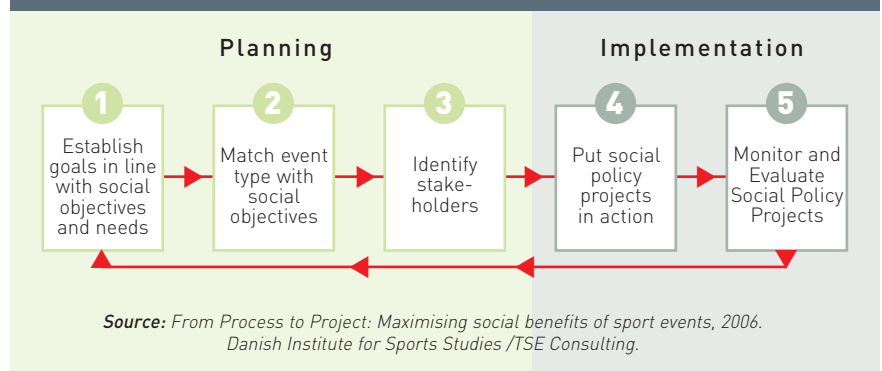 Planning
Implementation
1
Establish
goals in line
with social
objectives
and needs
2
Match event
type with
social
objectives
3
Identify
stake-
holders
4
Put social
policy
projects
in action
5
Monitor and
Evaluate
Social Policy
Projects
Source: From Process to Project: Maximising social benefits of sport events, 2006.
Danish Institute for Sports Studies /TSE Consulting.